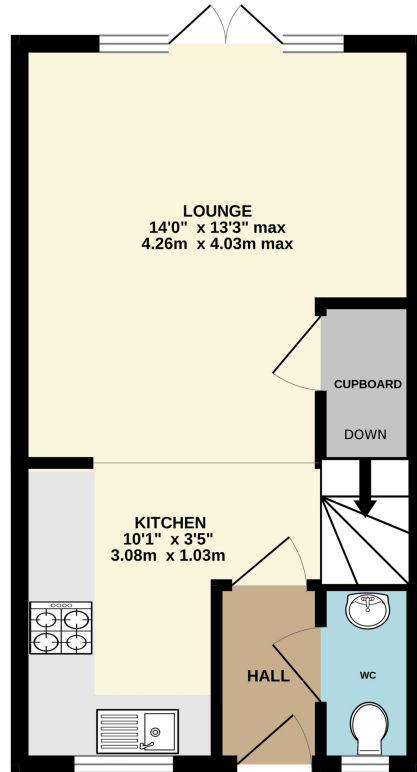 LOUNGE
14'0" x 13'3" max
4.26m x 4.03m max
CUPBOARD
DOWN
KITCHEN
10'1" x 3'5"
3.08m x 1.03m
HALL
WC